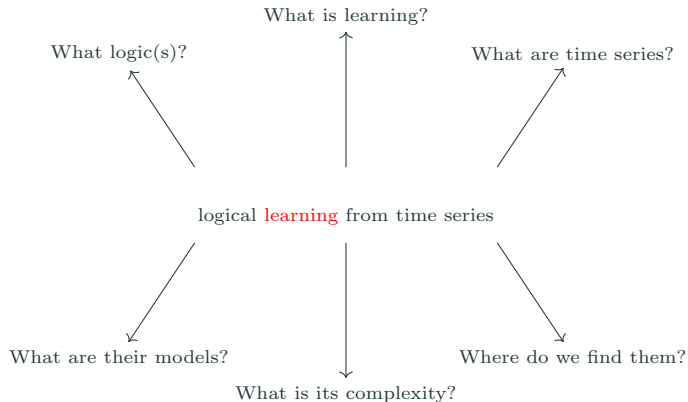 What is learning?
What logic(s)?
What are time series?
logical learning from time series
What are their models?
Where do we find them?
What is its complexity?